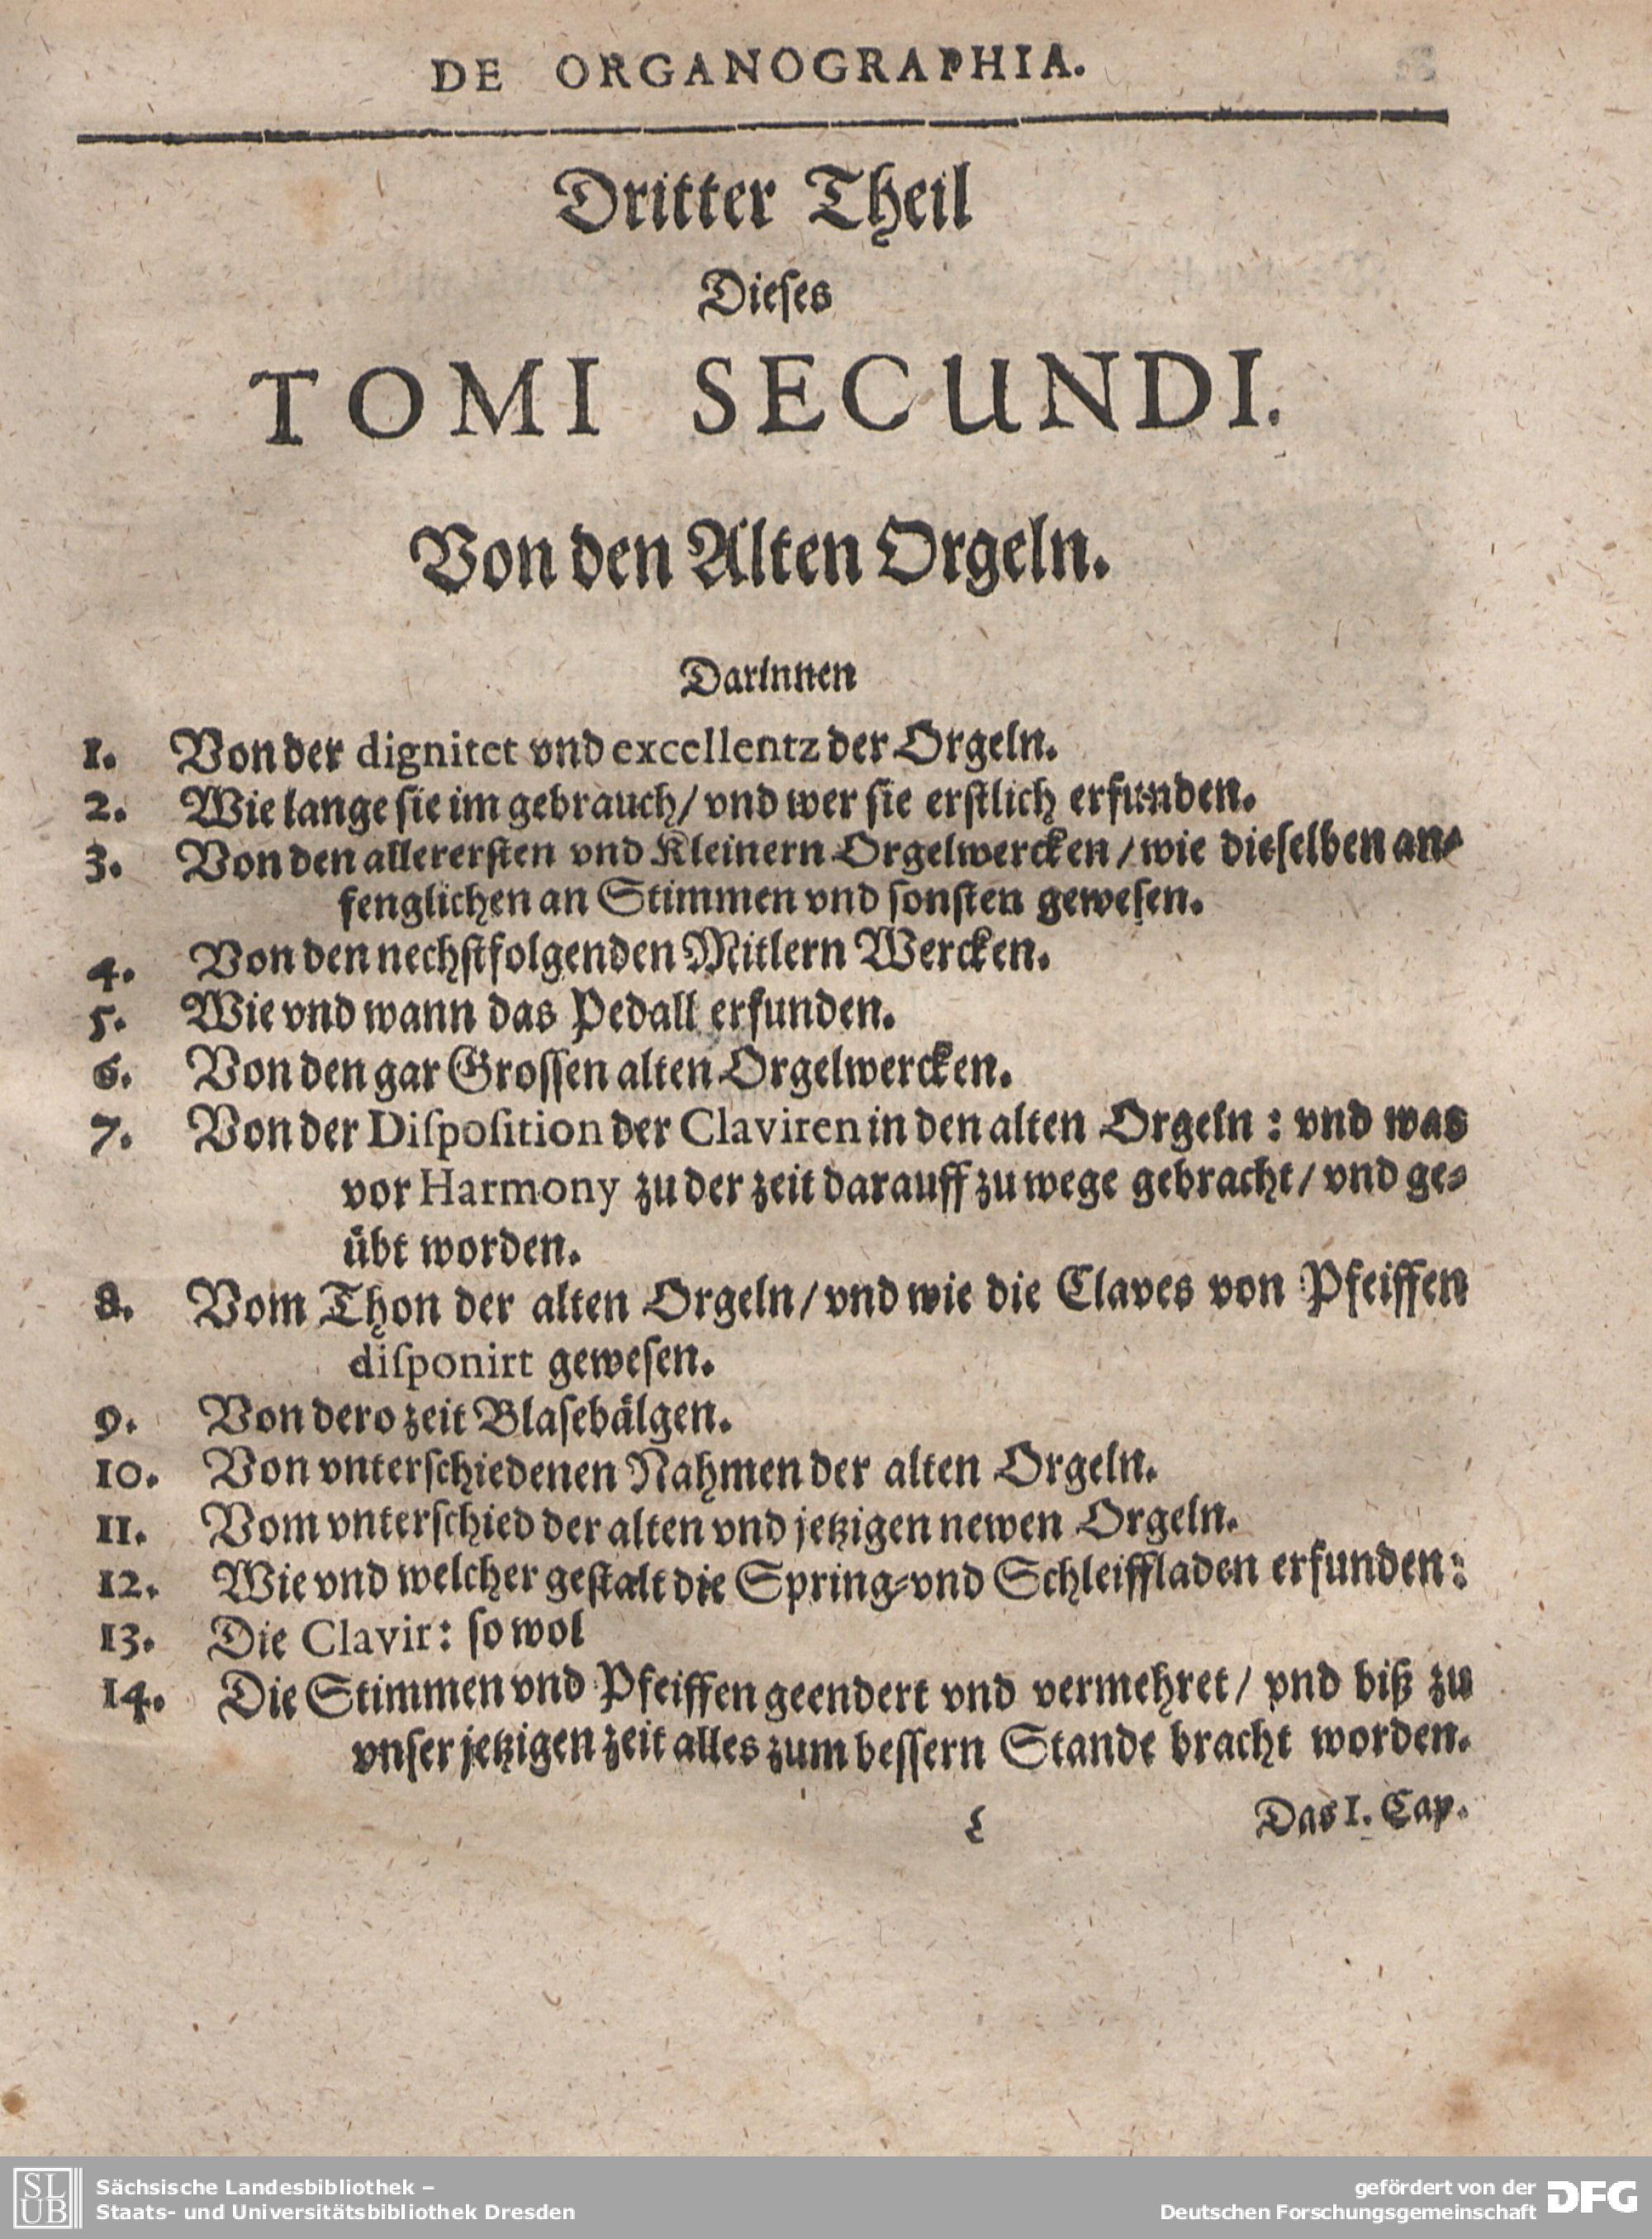 DE ORGANOGRAPHIA.
Dritter Theil
Dieses
TOMI SECUNDI.
Von den Alten Orgeln.
Darinnen
1. Von der dignitet vnd excellentz der Orgeln.
2. Wie lange sie im gebrauch/ vnd wer sie erstlich erfunden.
3. Von den allerersten vnd Kleinern Orgelwercken/ wie dieselben an-
fenglichen an Stimmen vnd sonsten gewesen.
4. Von den nechstfolgenden Mitlern Wercken.
5. Wie vnd wann das Pedall erfunden.
6. Von den gar Grossen alten Orgelwercken.
7. Von der Disposition der Claviren in den alten Orgeln: vnd was
vor Harmony zu der zeit darauff zu wege gebracht/ vnd ge-
übt worden.
8. Vom Thon der alten Orgeln/ vnd wie die Claves von Pfeiffen
disponirt gewesen.
9. Von dero zeit Blasebälgen.
10. Von vnterschiedenen Nahmen der alten Orgeln.
11. Vom vnterschied der alten vnd jetzigen newen Orgeln.
12. Wie vnd welcher gestalt die Spring-vnd Schleiffladen erfunden:
13. Die Clavir: so wol
14. Die Stimmen vnd Pfeiffen geendert vnd vermehret/ vnd biß zu
vnser jetzigen zeit alles zum bessern Stande bracht worden.
L Das I. Cap.
SLUB
Sächsische Landesbibliothek –
Staats- und Universitätsbibliothek Dresden
gefördert von der
Deutschen Forschungsgemeinschaft
DFG